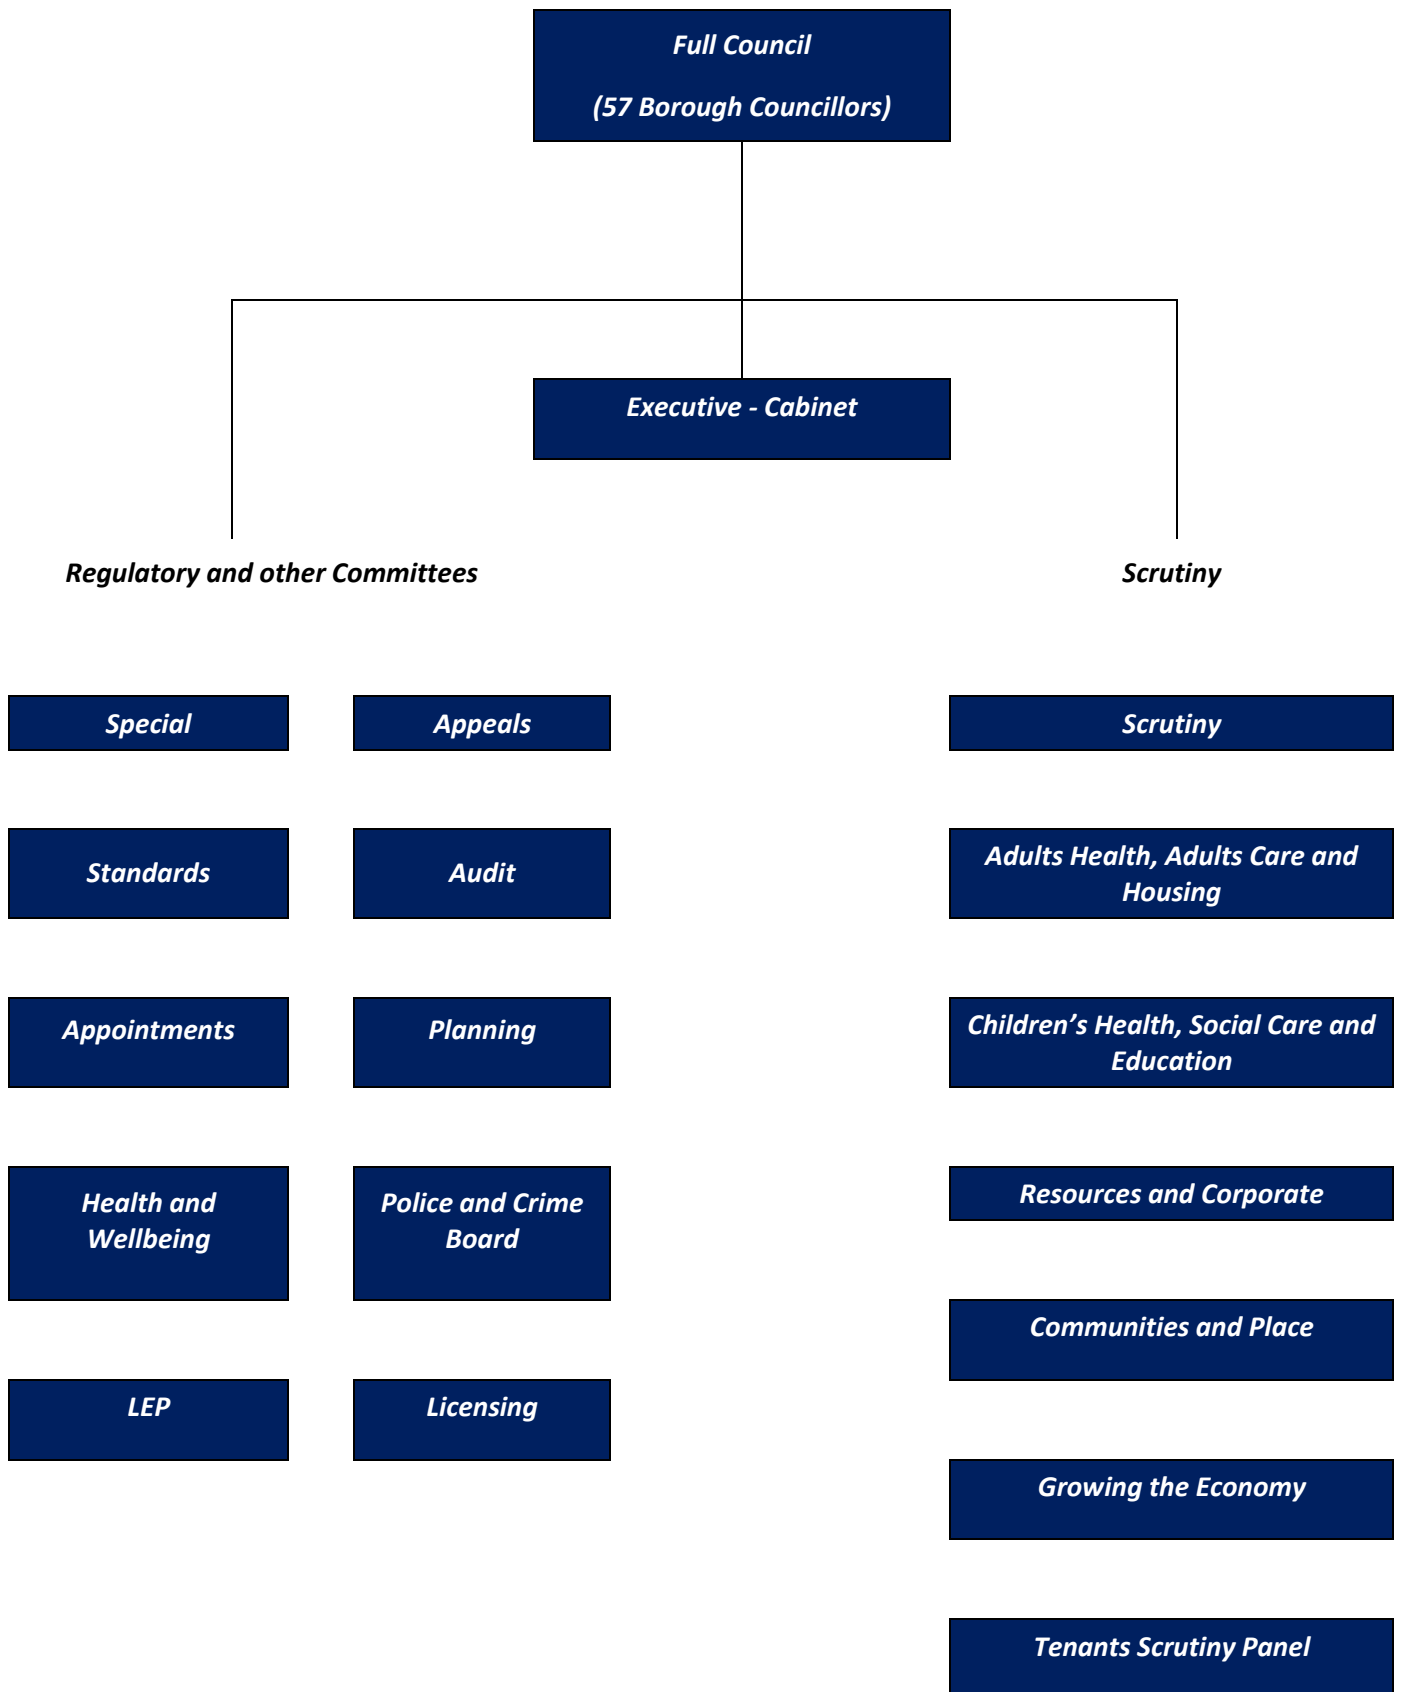 Full Council
(57 Borough Councillors)
Executive - Cabinet
Regulatory and other Committees
Scrutiny
Special
Appeals
Scrutiny
Standards
Audit
Adults Health, Adults Care and
Housing
Appointments
Planning
Children’s Health, Social Care and
Education
Health and
Wellbeing
Police and Crime
Board
Resources and Corporate
Communities and Place
LEP
Licensing
Growing the Economy
Tenants Scrutiny Panel